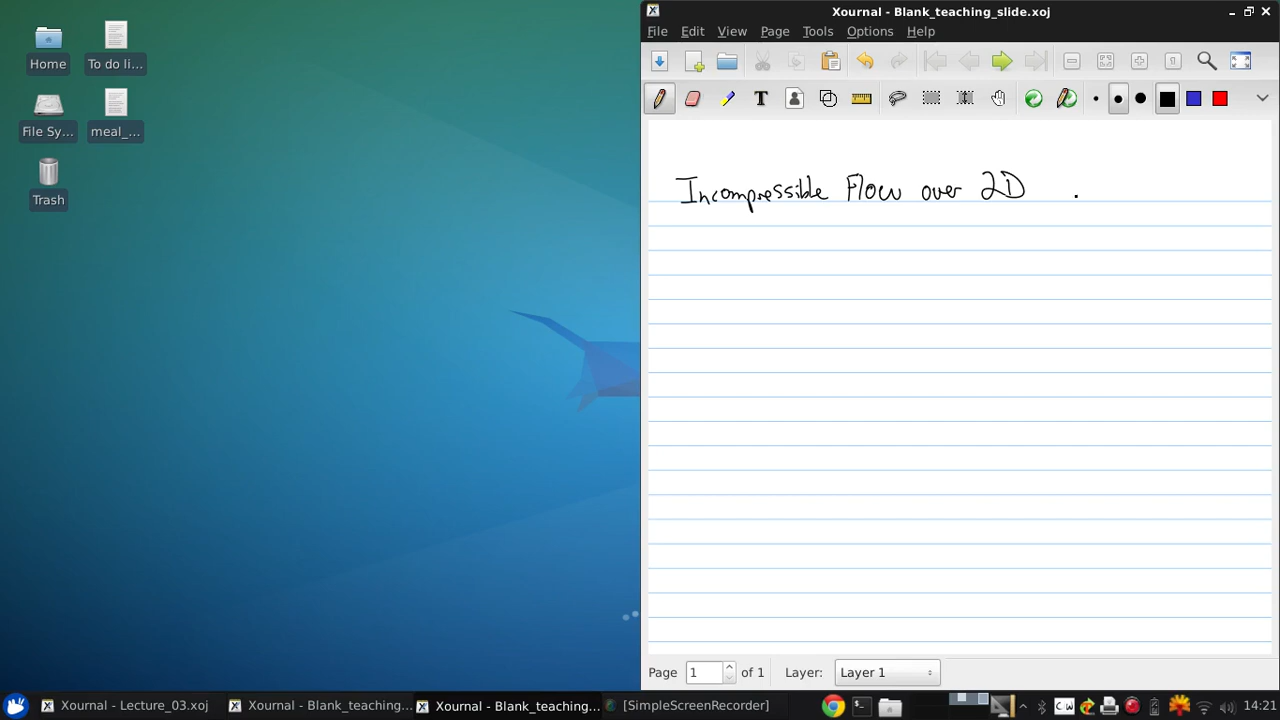 Xournal - Blank_teaching_slide.xoj
File Edit View Page Tools Options Help
Home
To do li...
File Sy...
meal_...
Trash
T
Incompressible Flow over 2D
Page 1 of 1 Layer: Layer 1
Xournal - Lecture_03.xoj
Xournal - Blank_teaching...
Xournal - Blank_teaching...
[SimpleScreenRecorder]
CW
14:21